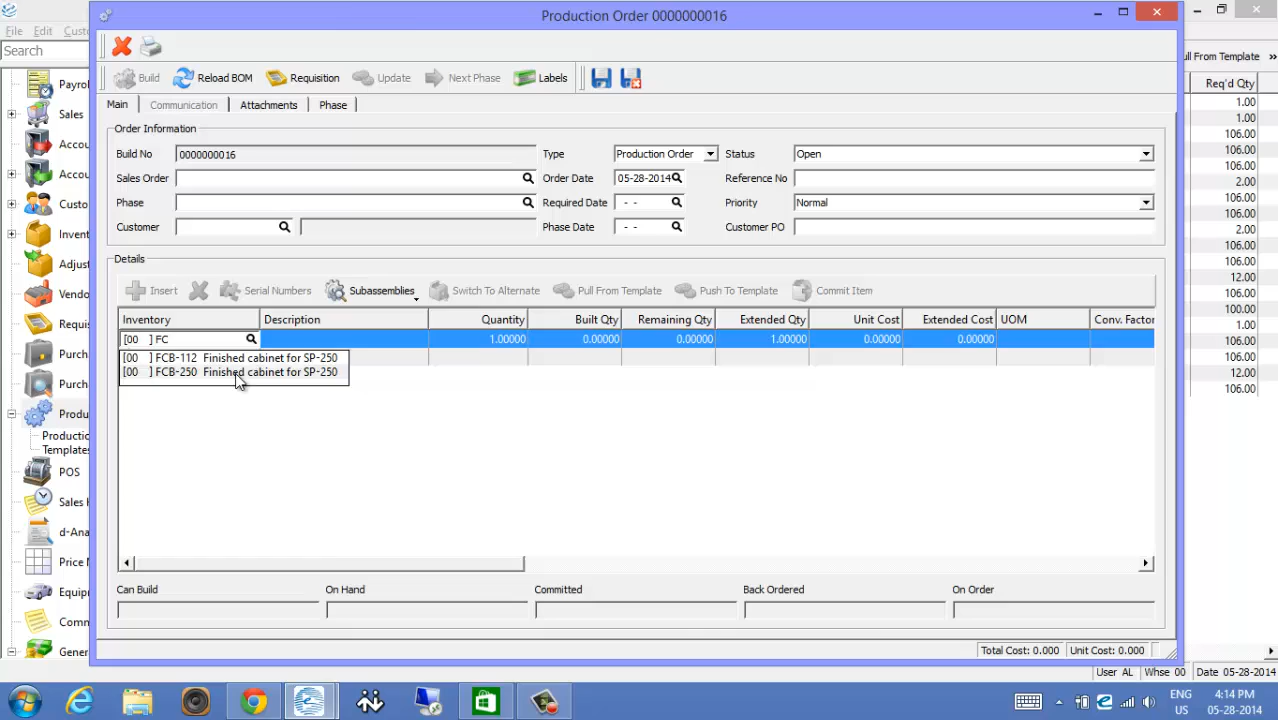 Production Order 0000000016
File Edit Custo
Search
Payro
Sales
Accou
Accou
Custo
Invent
Adjust
Vendo
Requis
Purch
Purch
Produ
Productio
Templates
POS
Sales H
d-Ana
Price M
Equip
Comm
Gener
Build Reload BOM Requisition Update Next Phase Labels
Main Communication Attachments Phase
Order Information
Build No 0000000016 Type Production Order Status Open
Sales Order Order Date 05-28-2014 Reference No
Phase Required Date - - Priority Normal
Customer Phase Date - - Customer PO
Details
Insert Serial Numbers Subassemblies Switch To Alternate Pull From Template Push To Template Commit Item
Inventory Description Quantity Built Qty Remaining Qty Extended Qty Unit Cost Extended Cost UOM Conv. Factor
[00 ] FC 1.00000 0.00000 0.00000 1.00000 0.00000 0.00000
[00 ] FCB-112 Finished cabinet for SP-250
[00 ] FCB-250 Finished cabinet for SP-250
Can Build On Hand Committed Back Ordered On Order
Total Cost: 0.000 Unit Cost: 0.000
ull From Template »
Req'd Qty
1.00
1.00
106.00
106.00
106.00
2.00
106.00
106.00
2.00
106.00
106.00
12.00
100.00
1.00
106.00
106.00
12.00
106.00
User AL Whse 00 Date 05-28-2014
ENG
US
4:14 PM
05-28-2014